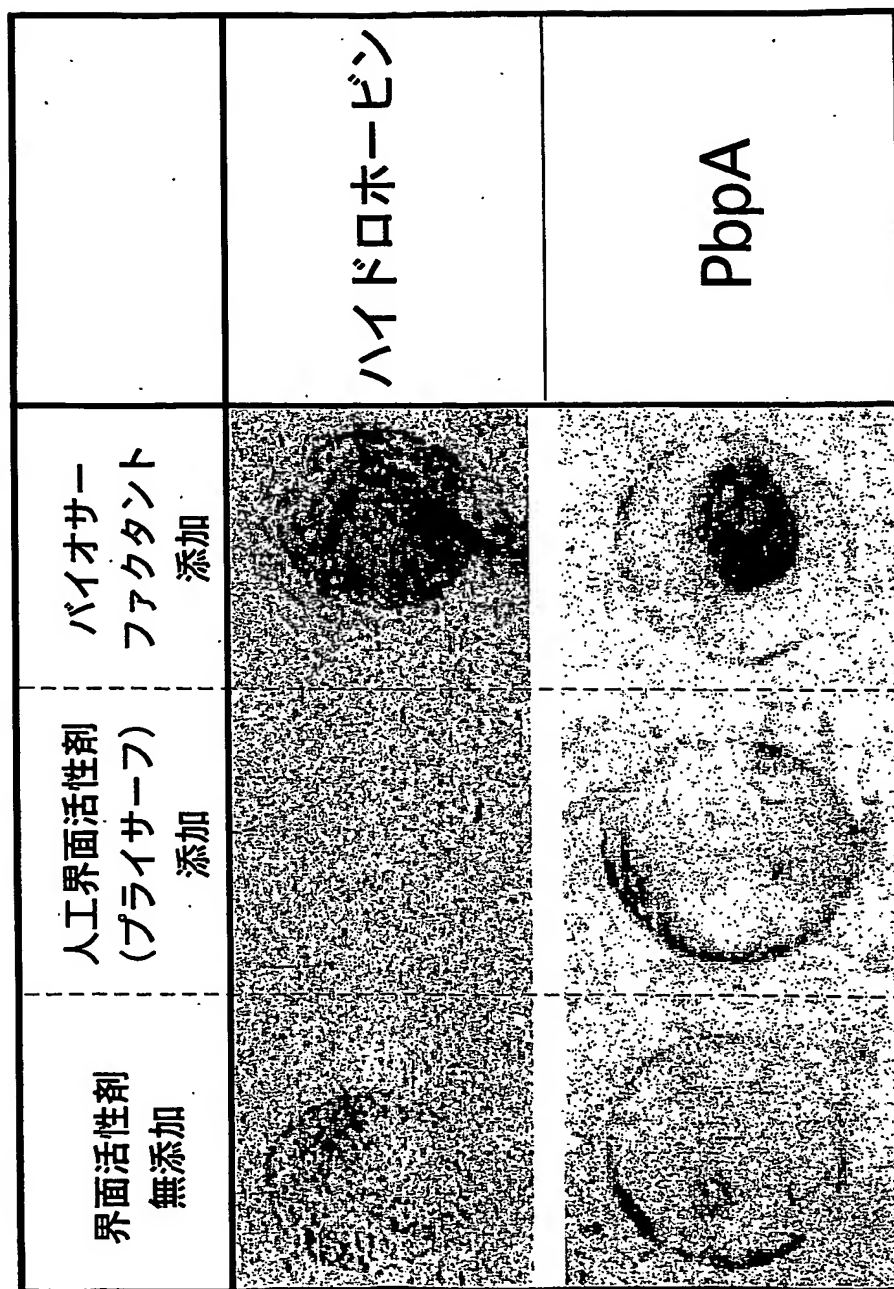 界面活性剤
無添加
人工界面活性剤
(プライサーフ)
添加
バイオサー
ファクタント
添加
ハイドロホービン
PbpA